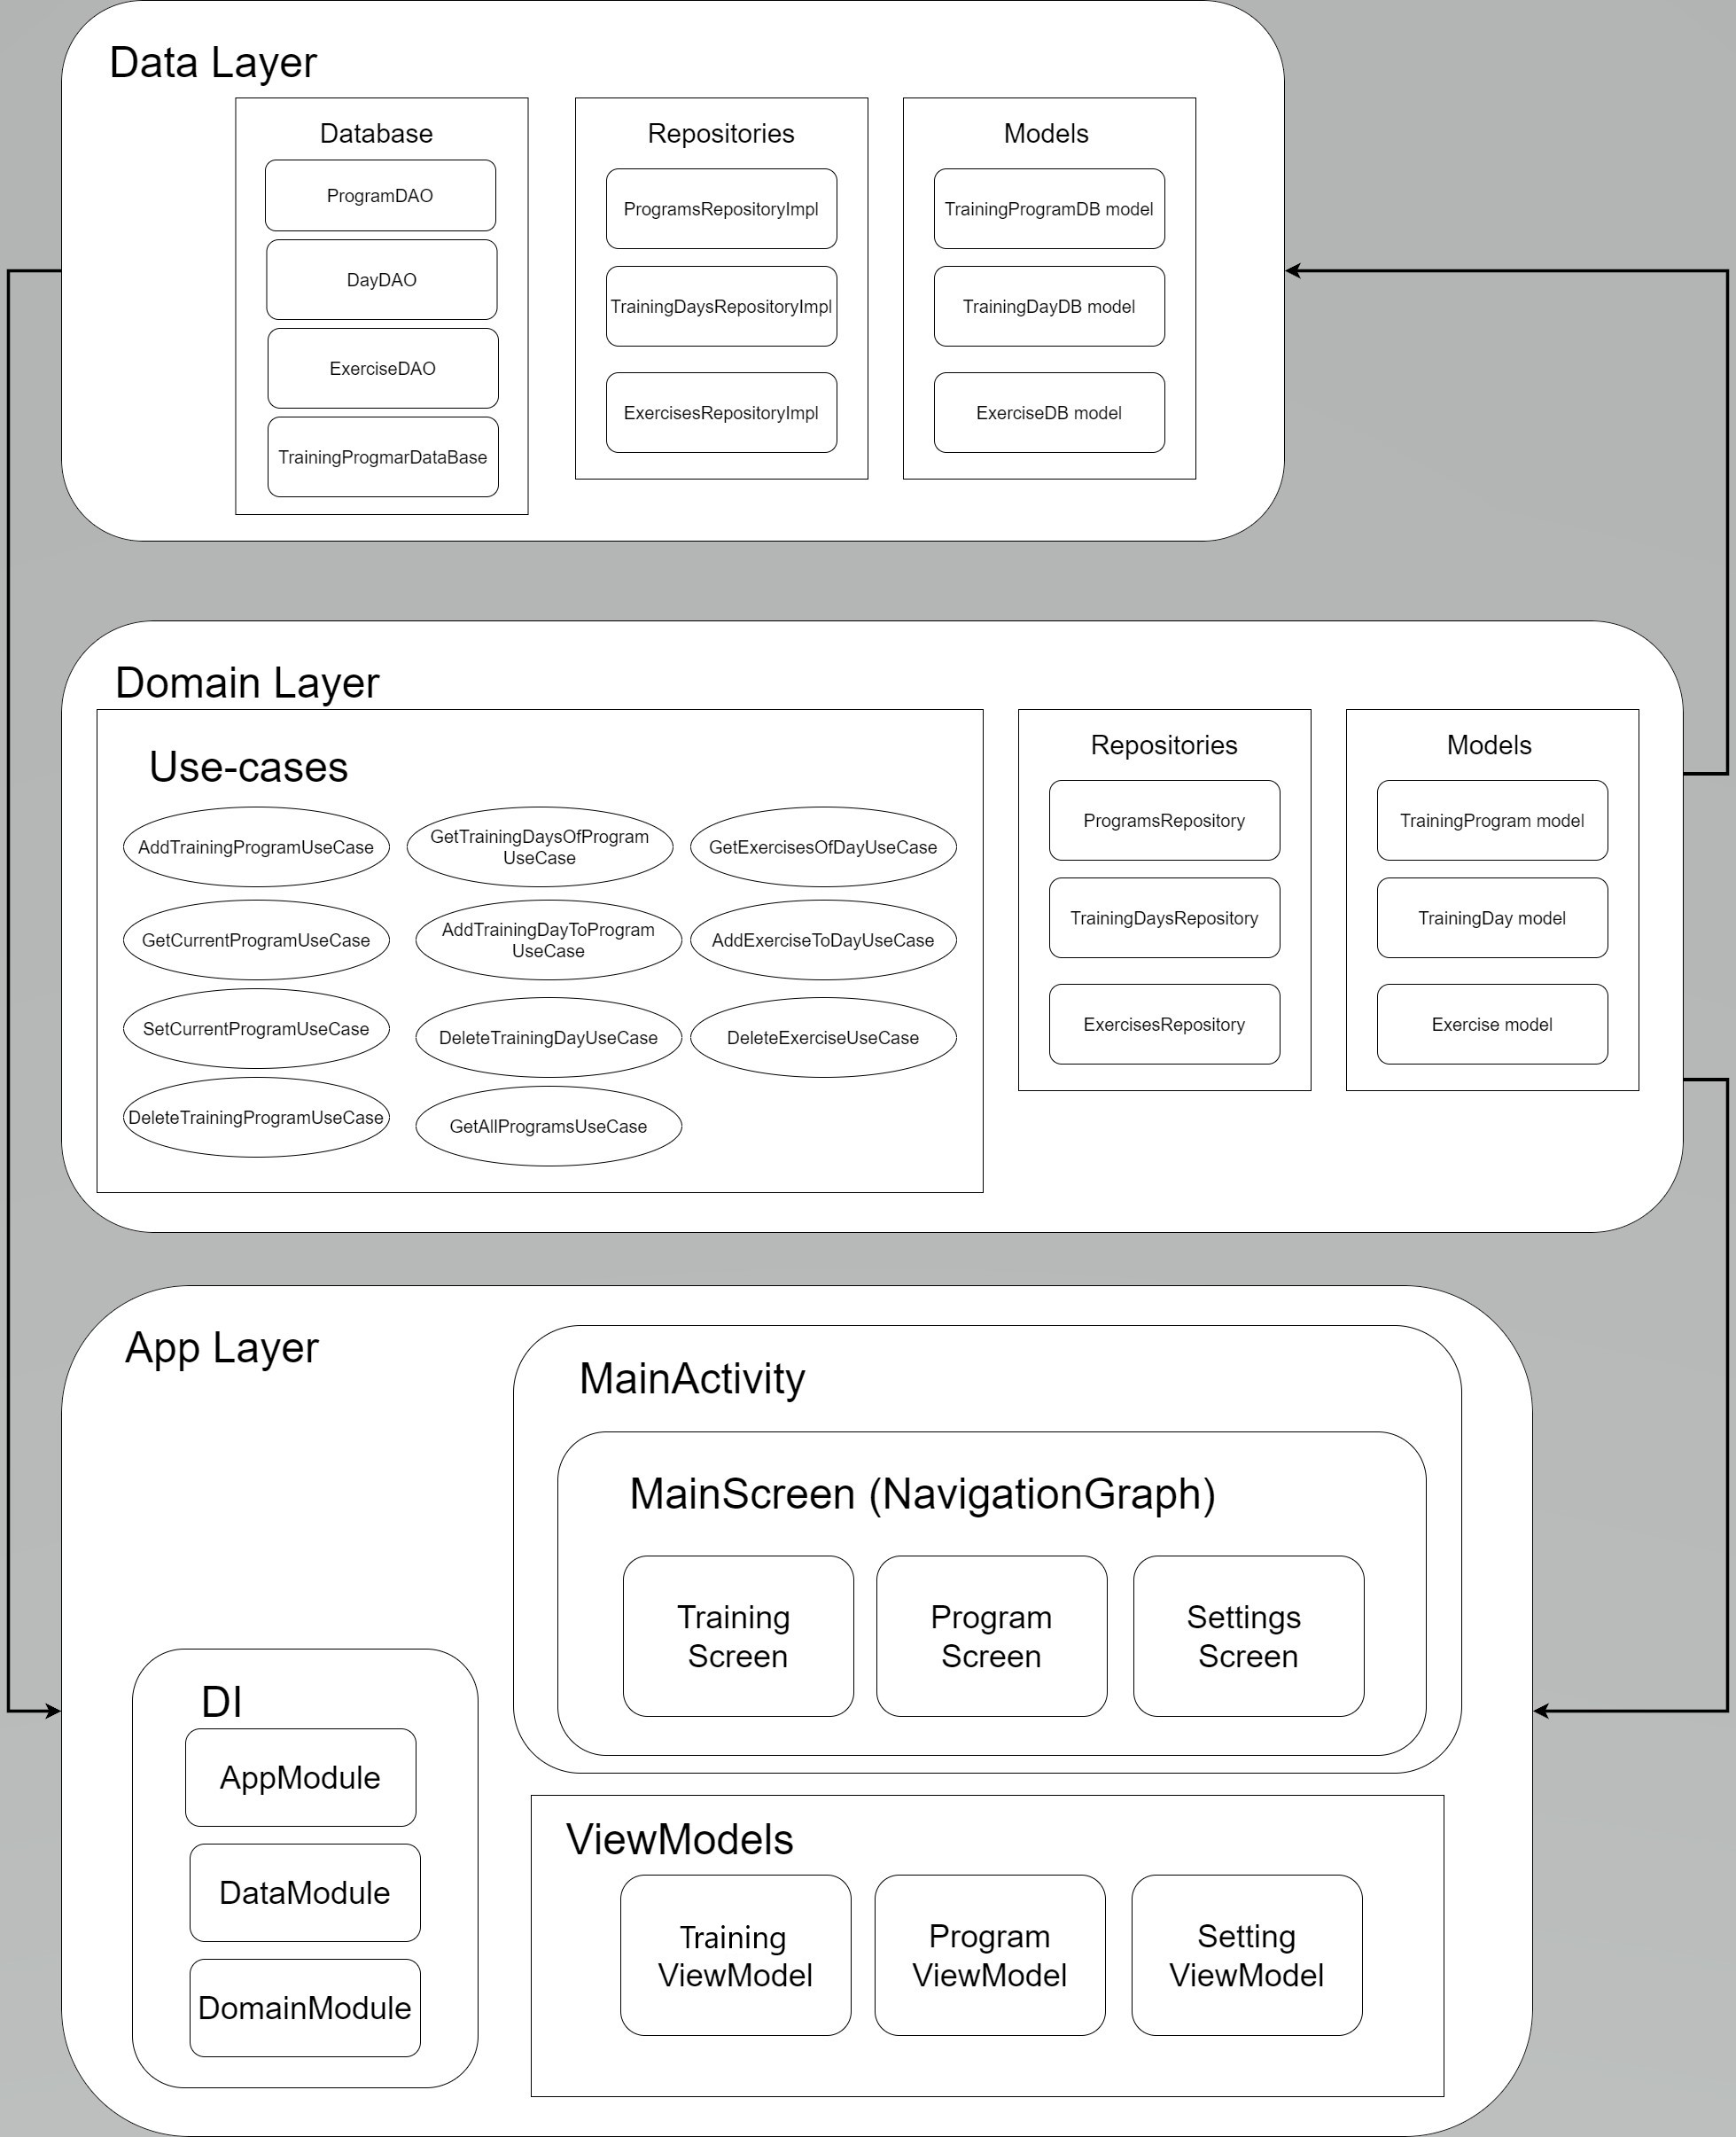 Data Layer
Database
ProgramDAO
DayDAO
ExerciseDAO
TrainingProgmarDataBase
Repositories
ProgramsRepositoryImpl
TrainingDaysRepositoryImpl
ExercisesRepositoryImpl
Models
TrainingProgramDB model
TrainingDayDB model
ExerciseDB model
Domain Layer
Use-cases
AddTrainingProgramUseCase
GetTrainingDaysOfProgram
UseCase
GetExercisesOfDayUseCase
GetCurrentProgramUseCase
AddTrainingDayToProgram
UseCase
AddExerciseToDayUseCase
SetCurrentProgramUseCase
DeleteTrainingDayUseCase
DeleteExerciseUseCase
DeleteTrainingProgramUseCase
GetAllProgramsUseCase
Repositories
ProgramsRepository
TrainingDaysRepository
ExercisesRepository
Models
TrainingProgram model
TrainingDay model
Exercise model
App Layer
MainActivity
MainScreen (NavigationGraph)
Training
Screen
Program
Screen
Settings
Screen
DI
AppModule
DataModule
DomainModule
ViewModels
Training
ViewModel
Program
ViewModel
Setting
ViewModel